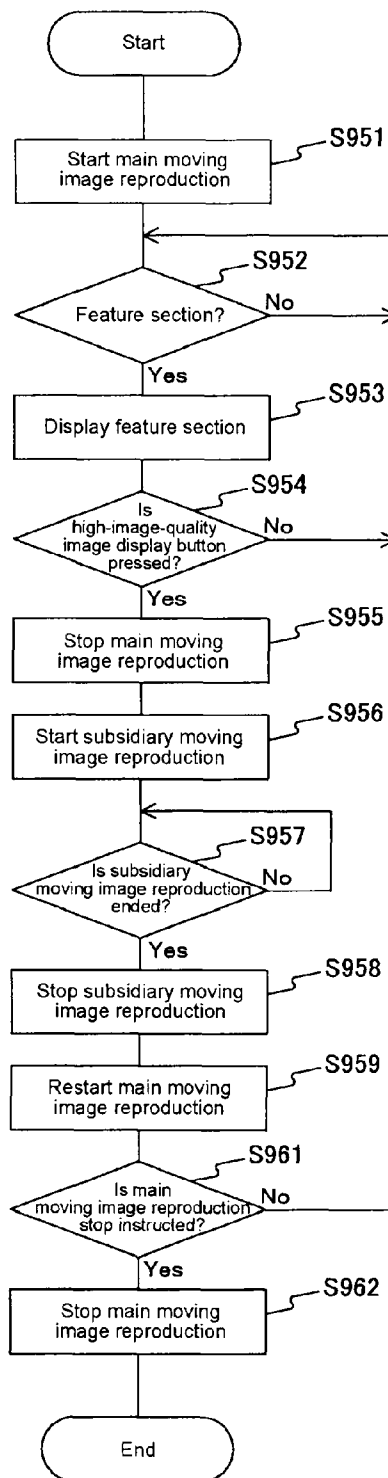 Start
S951
Start main moving
image reproduction
S952
Feature section?
No
Yes
S953
Display feature section
S954
Is
high-image-quality
image display button
pressed?
No
Yes
S955
Stop main moving
image reproduction
S956
Start subsidiary moving
image reproduction
S957
Is subsidiary
moving image reproduction
ended?
No
Yes
S958
Stop subsidiary moving
image reproduction
S959
Restart main moving
image reproduction
S961
Is main
moving image reproduction
stop instructed?
No
Yes
S962
Stop main moving
image reproduction
End